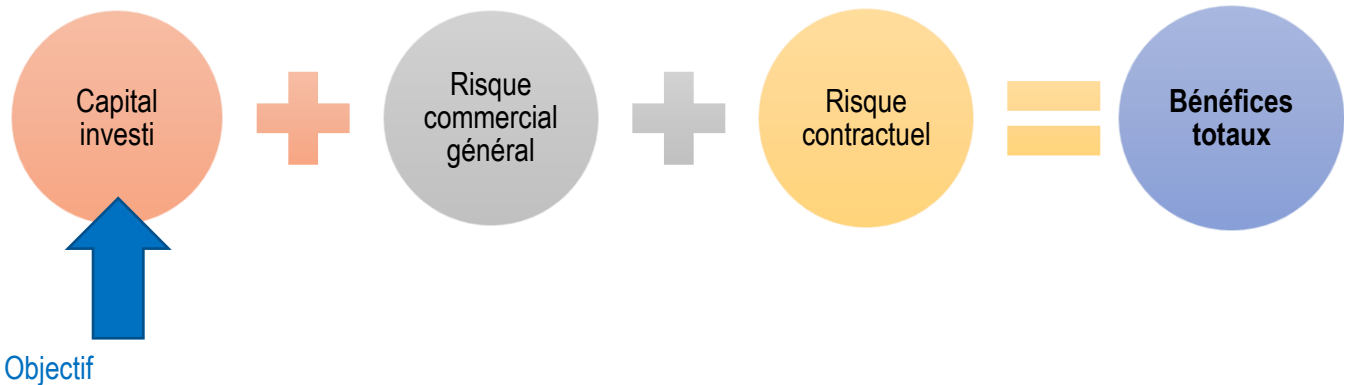 Capital
investi
Risque
commercial
général
Risque
contractuel
Bénéfices
totaux
Objectif